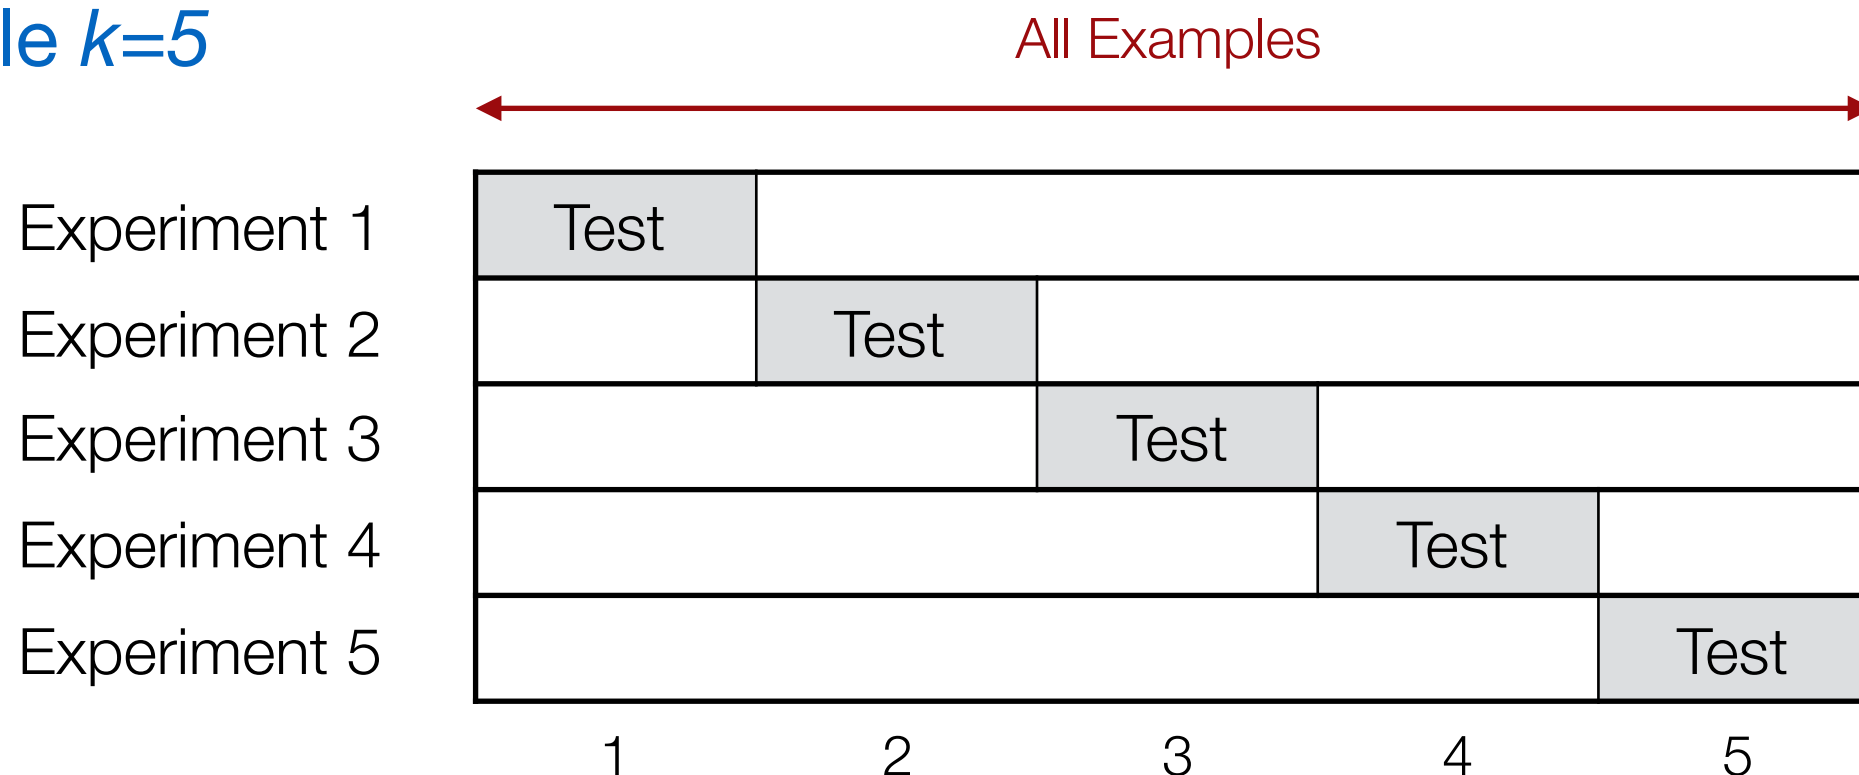 le k=5
All Examples
Experiment 1 Test
Experiment 2 Test
Experiment 3 Test
Experiment 4 Test
Experiment 5 Test
1 2 3 4 5